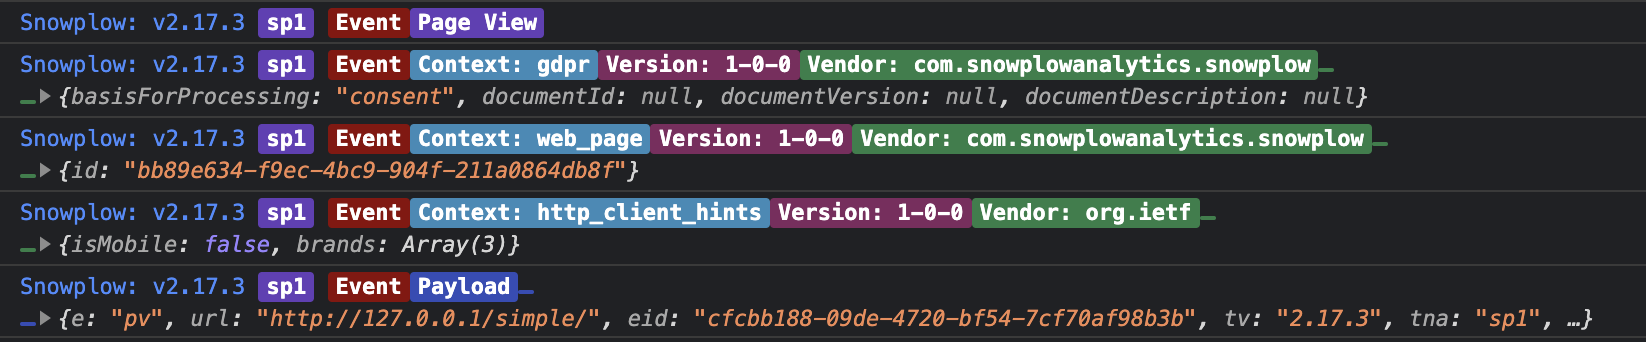 Snowplow: v2.17.3 sp1 Event Page View
Snowplow: v2.17.3 sp1 Event Context: gdpr Version: 1-0-0 Vendor: com.snowplowanalytics.snowplow
{basisForProcessing: "consent", documentId: null, documentVersion: null, documentDescription: null}
Snowplow: v2.17.3 sp1 Event Context: web_page Version: 1-0-0 Vendor: com.snowplowanalytics.snowplow
{id: "bb89e634-f9ec-4bc9-904f-211a0864db8f"}
Snowplow: v2.17.3 sp1 Event Context: http_client_hints Version: 1-0-0 Vendor: org.ietf
{isMobile: false, brands: Array(3)}
Snowplow: v2.17.3 sp1 Event Payload
{e: "pv", url: "http://127.0.0.1/simple/", eid: "cfcbb188-09de-4720-bf54-7cf70af98b3b", tv: "2.17.3", tna: "sp1", …}